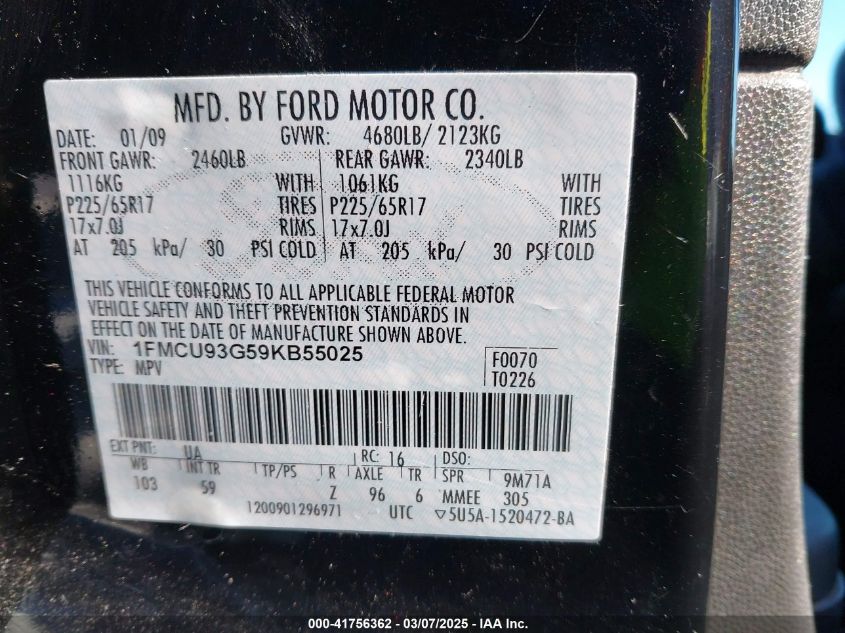 MFD. BY FORD MOTOR CO.
DATE: 01/09 GVWR: 4680LB/ 2123KG
FRONT GAWR: 2460LB REAR GAWR: 2340LB
1116KG WITH 1061KG WITH
P225/65R17 TIRES P225/65R17 TIRES
17x7.0J RIMS 17x7.0J RIMS
AT 205 kPa/ 30 PSI COLD AT 205 kPa/ 30 PSI COLD
THIS VEHICLE CONFORMS TO ALL APPLICABLE FEDERAL MOTOR
VEHICLE SAFETY AND THEFT PREVENTION STANDARDS IN
EFFECT ON THE DATE OF MANUFACTURE SHOWN ABOVE.
VIN: 1FMCU93G59KB55025 F0070
TYPE: MPV T0226
EXT PNT: UA RC: 16 DSO:
WB INT TR TP/PS R AXLE TR SPR 9M71A
103 59 Z 96 6 MMEE 305
1200901296971 UTC ▽5U5A-1520472-BA
000-41756362 - 03/07/2025 - IAA Inc.